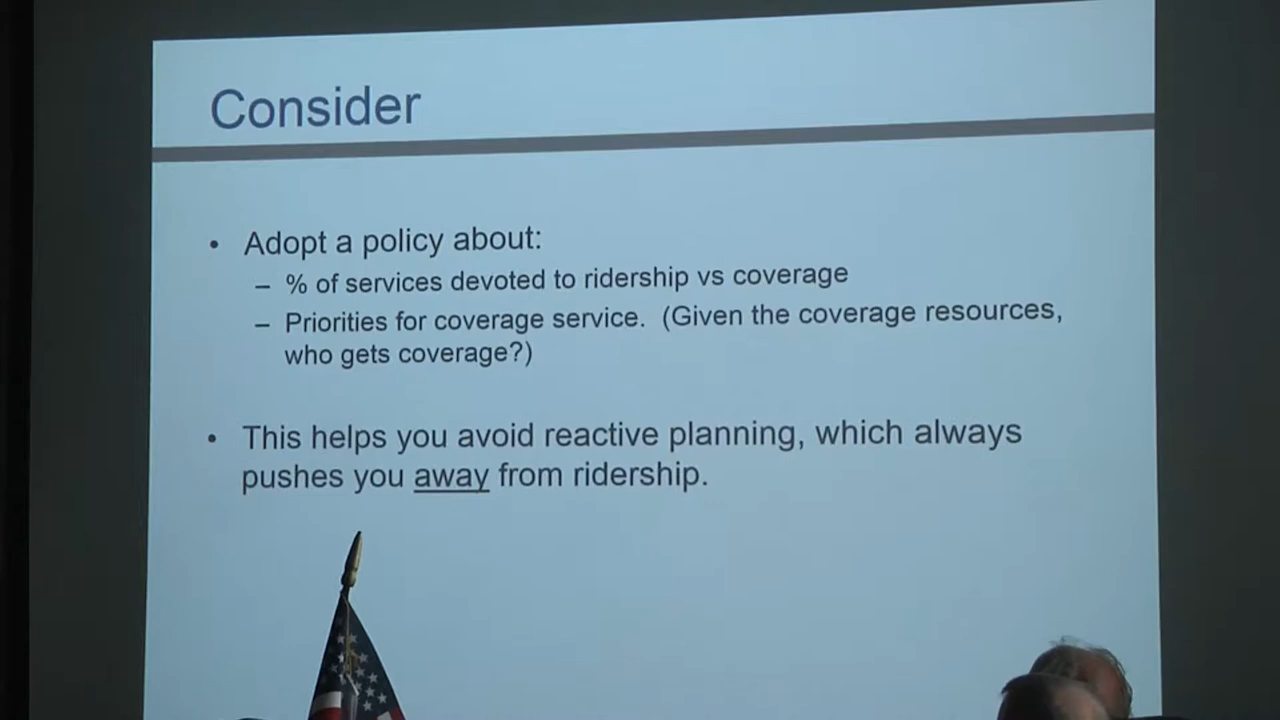 Consider
• Adopt a policy about:
– % of services devoted to ridership vs coverage
– Priorities for coverage service.  (Given the coverage resources,
who gets coverage?)
• This helps you avoid reactive planning, which always
pushes you away from ridership.